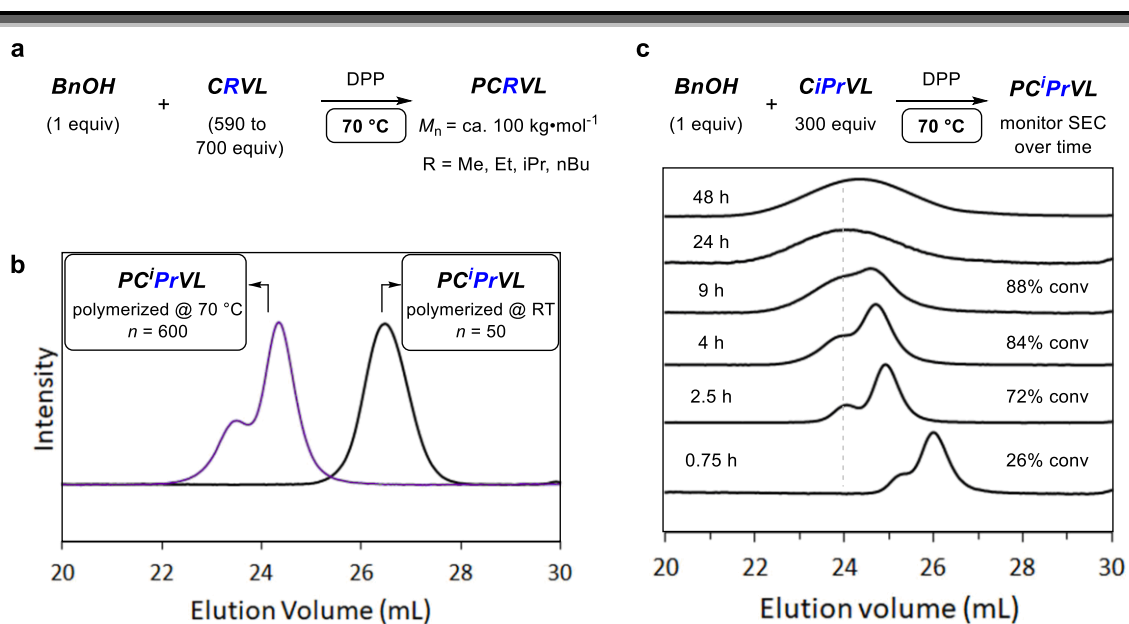 a
BnOH + CRVL DPP PCRVL
(1 equiv) (590 to 70 °C Mn = ca. 100 kg•mol-1
700 equiv)
R = Me, Et, iPr, nBu
b
PCiPrVL
polymerized @ 70 °C
n = 600
PCiPrVL
polymerized @ RT
n = 50
Intensity
20 22 24 26 28 30
Elution Volume (mL)
c
BnOH + CiPrVL DPP PCiPrVL
(1 equiv) 300 equiv 70 °C monitor SEC
over time
48 h
24 h
9 h 88% conv
4 h 84% conv
2.5 h 72% conv
0.75 h 26% conv
20 22 24 26 28 30
Elution volume (mL)